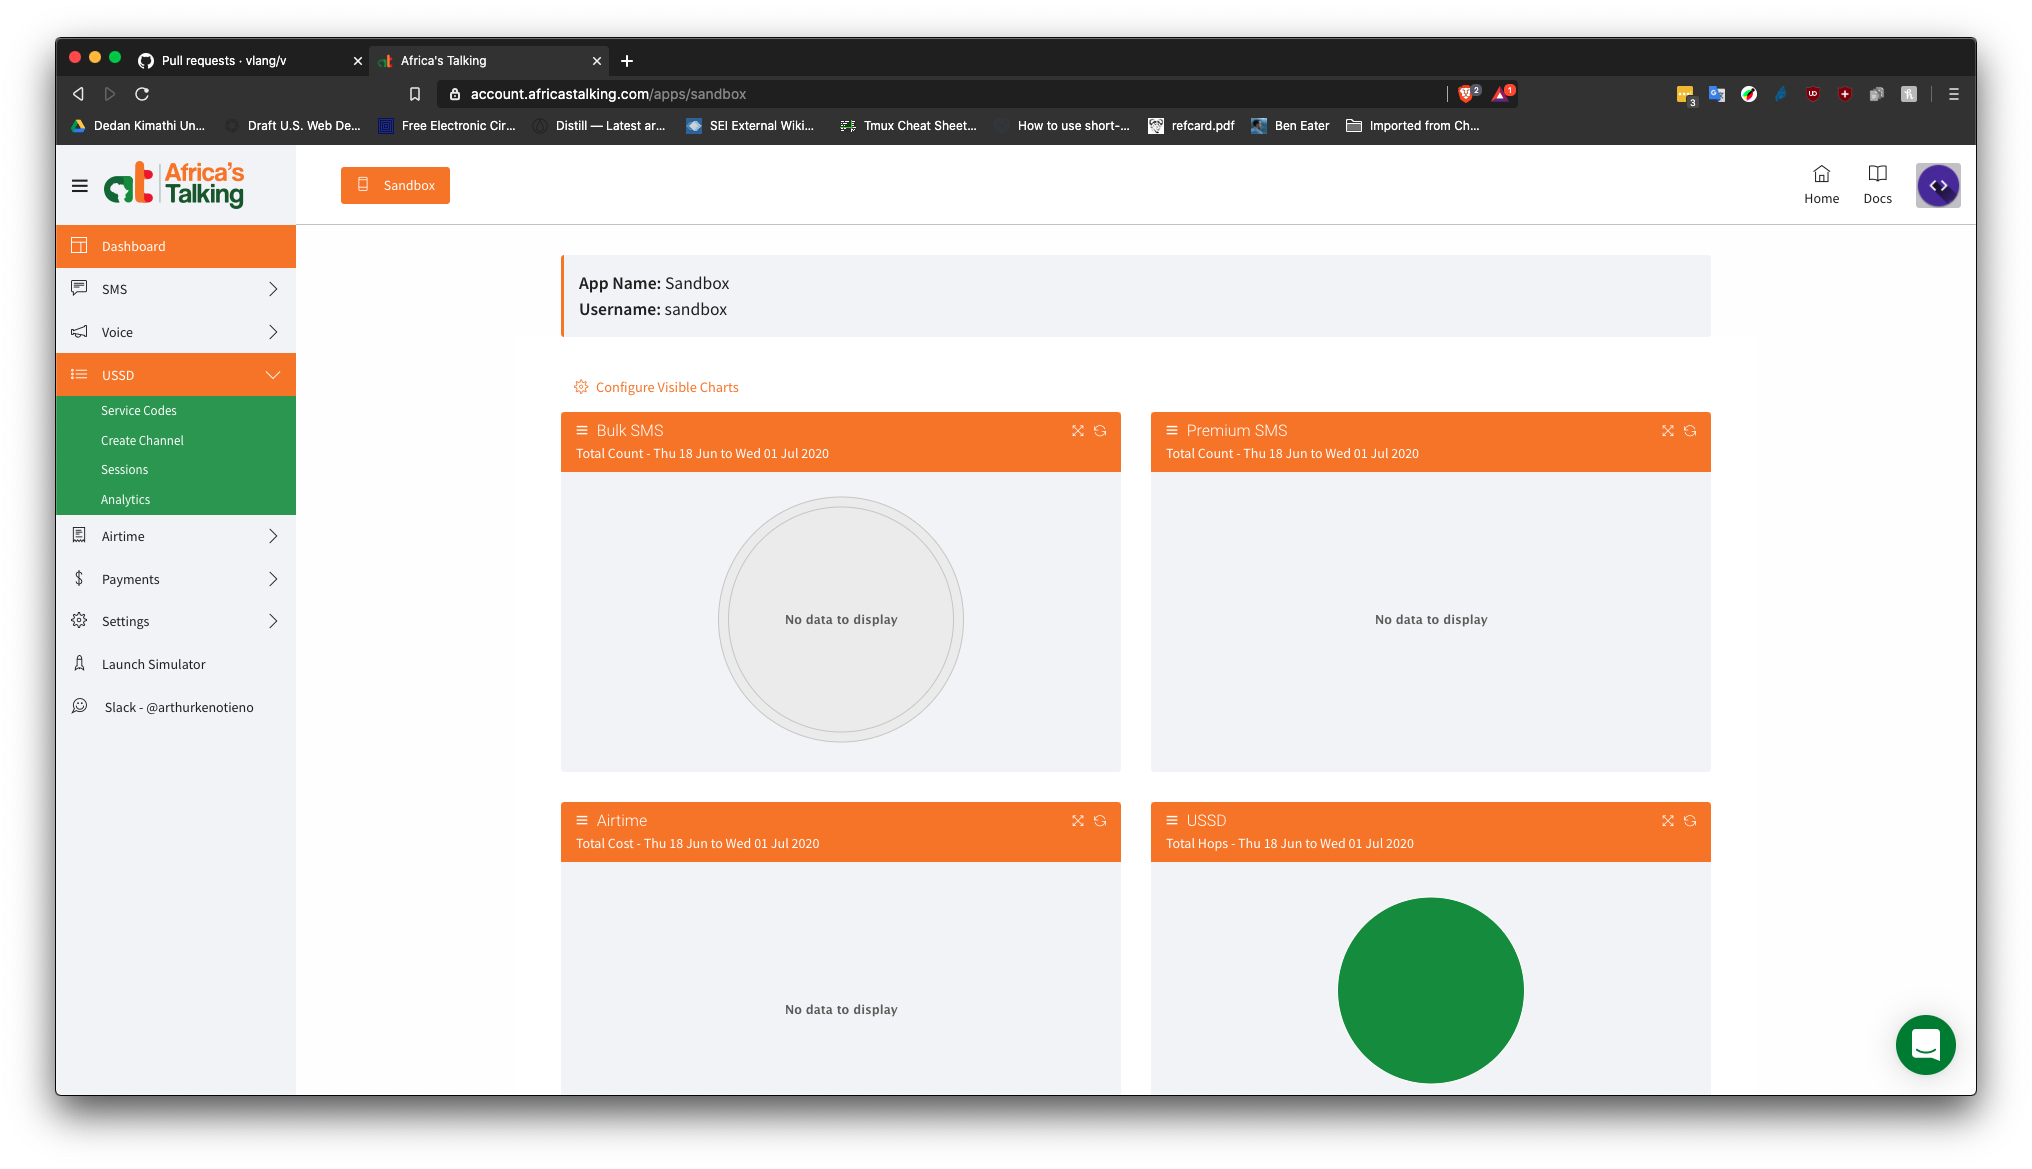 Pull requests · vlang/v
Africa's Talking
account.africastalking.com/apps/sandbox
2
1
3
Dedan Kimathi Un...
Draft U.S. Web De...
Free Electronic Cir...
Distill — Latest ar...
SEI External Wiki...
Tmux Cheat Sheet...
How to use short-...
refcard.pdf
Ben Eater
Imported from Ch...
at
Africa's
Talking
Sandbox
Home
Docs
Dashboard
SMS
Voice
USSD
Service Codes
Create Channel
Sessions
Analytics
Airtime
Payments
Settings
Launch Simulator
Slack - @arthurkenotieno
App Name: Sandbox
Username: sandbox
Configure Visible Charts
Bulk SMS
Total Count - Thu 18 Jun to Wed 01 Jul 2020
No data to display
Premium SMS
Total Count - Thu 18 Jun to Wed 01 Jul 2020
No data to display
Airtime
Total Cost - Thu 18 Jun to Wed 01 Jul 2020
No data to display
USSD
Total Hops - Thu 18 Jun to Wed 01 Jul 2020